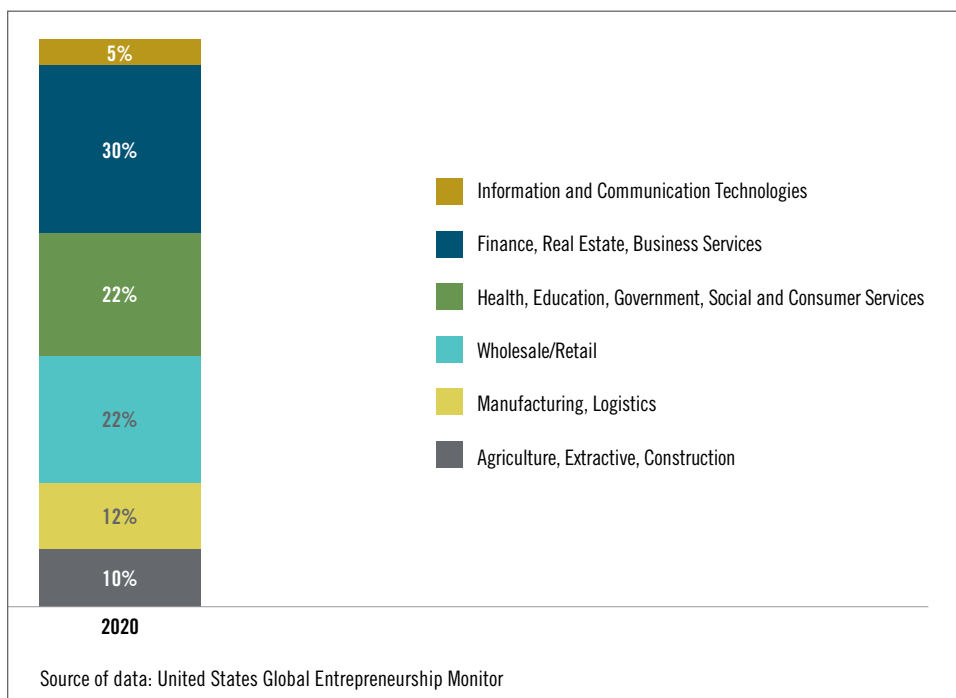 5%
30%
22%
22%
12%
10%
2020
Information and Communication Technologies
Finance, Real Estate, Business Services
Health, Education, Government, Social and Consumer Services
Wholesale/Retail
Manufacturing, Logistics
Agriculture, Extractive, Construction
Source of data: United States Global Entrepreneurship Monitor